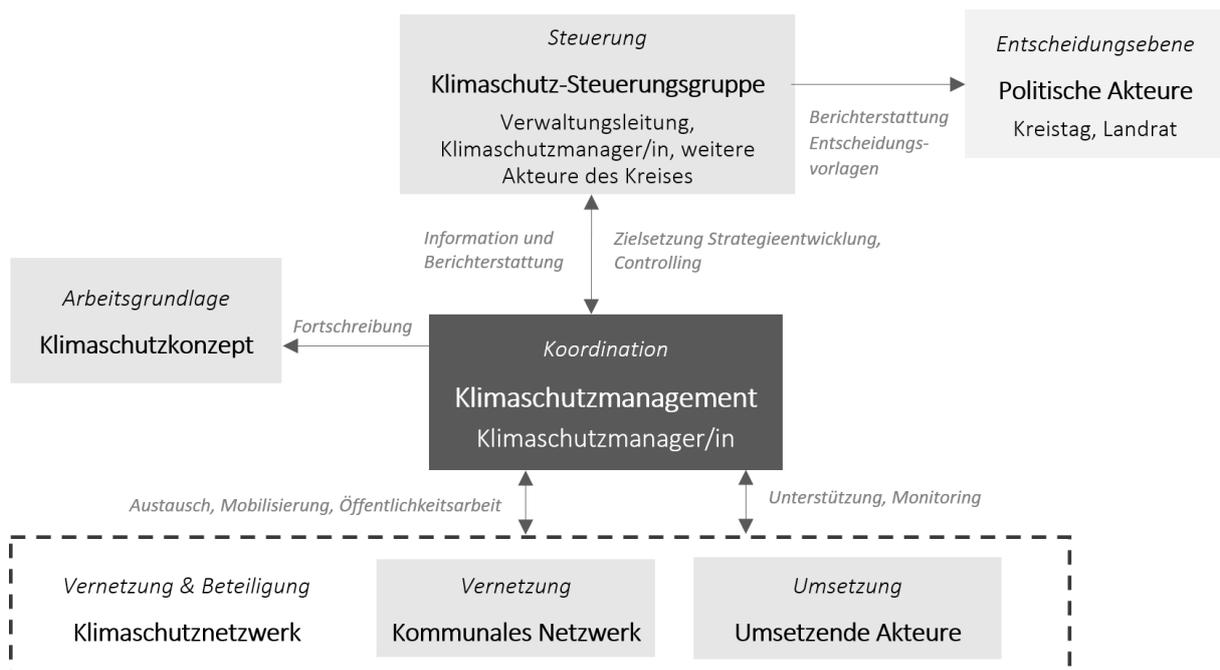 Steuerung
Klimaschutz-Steuerungsgruppe
Verwaltungsleitung,
Klimaschutzmanager/in, weitere
Akteure des Kreises
Entscheidungsebene
Politische Akteure
Kreistag, Landrat
Berichterstattung
Entscheidungs-
vorlagen
Information und
Berichterstattung
Zielsetzung Strategieentwicklung,
Controlling
Arbeitsgrundlage
Klimaschutzkonzept
Fortschreibung
Koordination
Klimaschutzmanagement
Klimaschutzmanager/in
Austausch, Mobilisierung, Öffentlichkeitsarbeit
Unterstützung, Monitoring
Vernetzung & Beteiligung
Klimaschutznetzwerk
Vernetzung
Kommunales Netzwerk
Umsetzung
Umsetzende Akteure